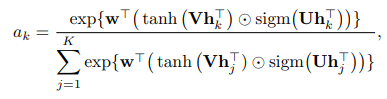 a_k = \frac{\exp\{\mathbf{w}^\top(\tanh(\mathbf{V}\mathbf{h}_k^\top) \odot \mathrm{sigm}(\mathbf{U}\mathbf{h}_k^\top))\}}{\sum_{j=1}^{K} \exp\{\mathbf{w}^\top(\tanh(\mathbf{V}\mathbf{h}_j^\top) \odot \mathrm{sigm}(\mathbf{U}\mathbf{h}_j^\top))\}},